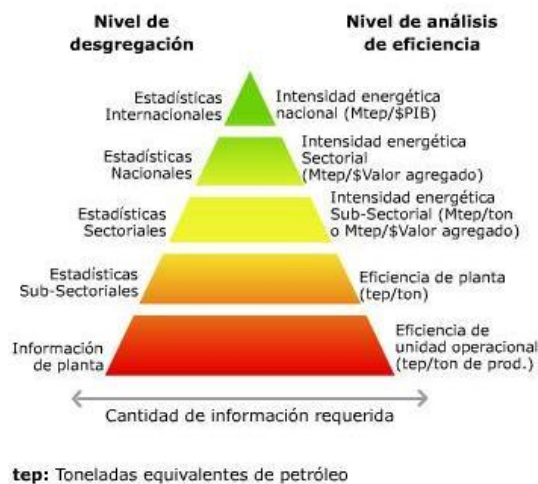 Nivel de
desgregación
Nivel de análisis
de eficiencia
Estadísticas
Internacionales
Intensidad energética
nacional (Mtep/$PIB)
Estadísticas
Nacionales
Intensidad energética
Sectorial
(Mtep/$Valor agregado)
Estadísticas
Sectoriales
Intensidad energética
Sub-Sectorial (Mtep/ton
o Mtep/$Valor agregado)
Estadísticas
Sub-Sectoriales
Eficiencia de planta
(tep/ton)
Información
de planta
Eficiencia de
unidad operacional
(tep/ton de prod.)
Cantidad de información requerida
tep: Toneladas equivalentes de petróleo